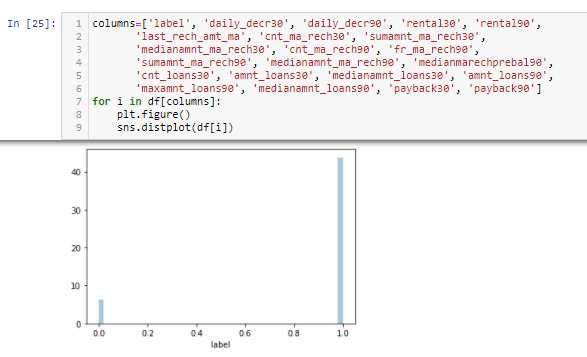 In [25]:
1 columns=['label', 'daily_decr30', 'daily_decr90', 'rental30', 'rental90',
2 'last_rech_amt_ma', 'cnt_ma_rech30', 'sumamnt_ma_rech30',
3 'medianamnt_ma_rech30', 'cnt_ma_rech90', 'fr_ma_rech90',
4 'sumamnt_ma_rech90', 'medianamnt_ma_rech90', 'medianmarechprebal90',
5 'cnt_loans30', 'amnt_loans30', 'medianamnt_loans30', 'amnt_loans90',
6 'maxamnt_loans90', 'medianamnt_loans90', 'payback30', 'payback90']
7 for i in df[columns]:
8 plt.figure()
9 sns.distplot(df[i])
40
30
20
10
0
0.0 0.2 0.4 0.6 0.8 1.0
label